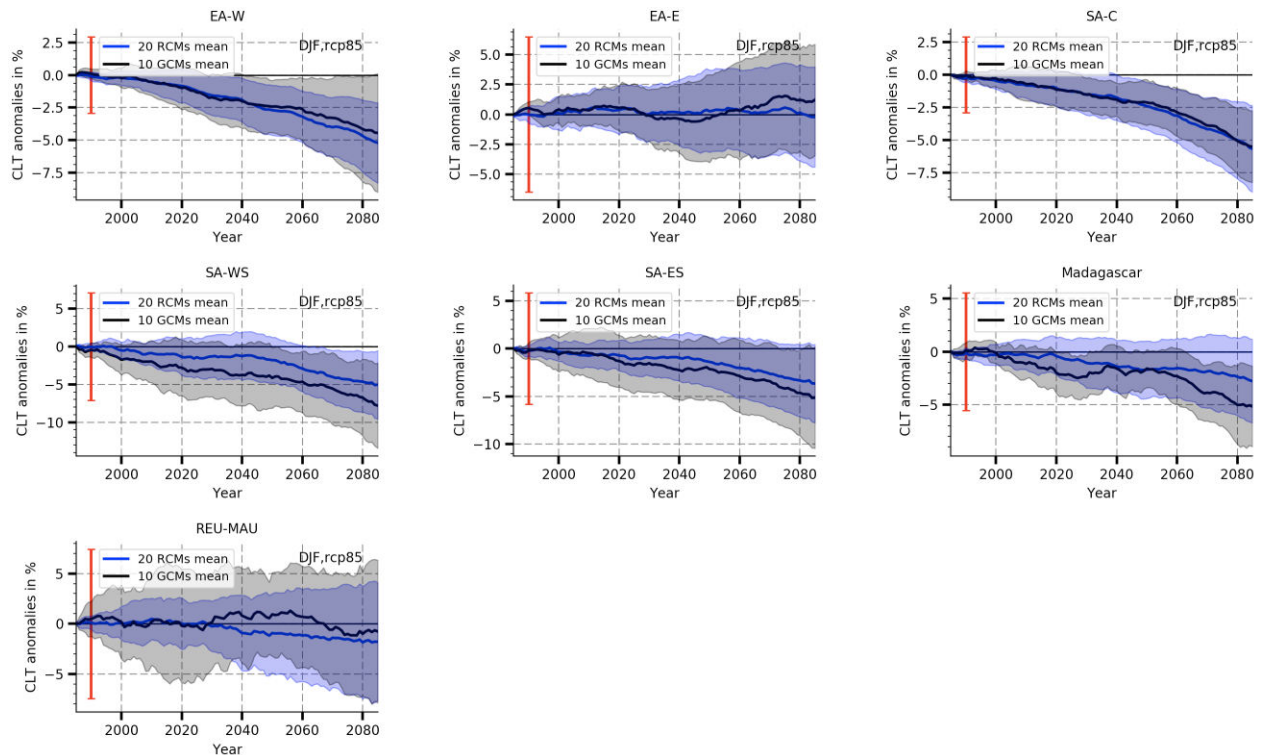 EA-W
CLT anomalies in %
2.5
0.0
−2.5
−5.0
−7.5
20 RCMs mean
10 GCMs mean
DJF,rcp85
2000 2020 2040 2060 2080
Year
EA-E
CLT anomalies in %
5.0
2.5
0.0
−2.5
−5.0
20 RCMs mean
10 GCMs mean
DJF,rcp85
2000 2020 2040 2060 2080
Year
SA-C
CLT anomalies in %
2.5
0.0
−2.5
−5.0
−7.5
20 RCMs mean
10 GCMs mean
DJF,rcp85
2000 2020 2040 2060 2080
Year
SA-WS
CLT anomalies in %
5
0
−5
−10
20 RCMs mean
10 GCMs mean
DJF,rcp85
2000 2020 2040 2060 2080
Year
SA-ES
CLT anomalies in %
5
0
−5
−10
20 RCMs mean
10 GCMs mean
DJF,rcp85
2000 2020 2040 2060 2080
Year
Madagascar
CLT anomalies in %
5
0
−5
20 RCMs mean
10 GCMs mean
DJF,rcp85
2000 2020 2040 2060 2080
Year
REU-MAU
CLT anomalies in %
5
0
−5
20 RCMs mean
10 GCMs mean
DJF,rcp85
2000 2020 2040 2060 2080
Year